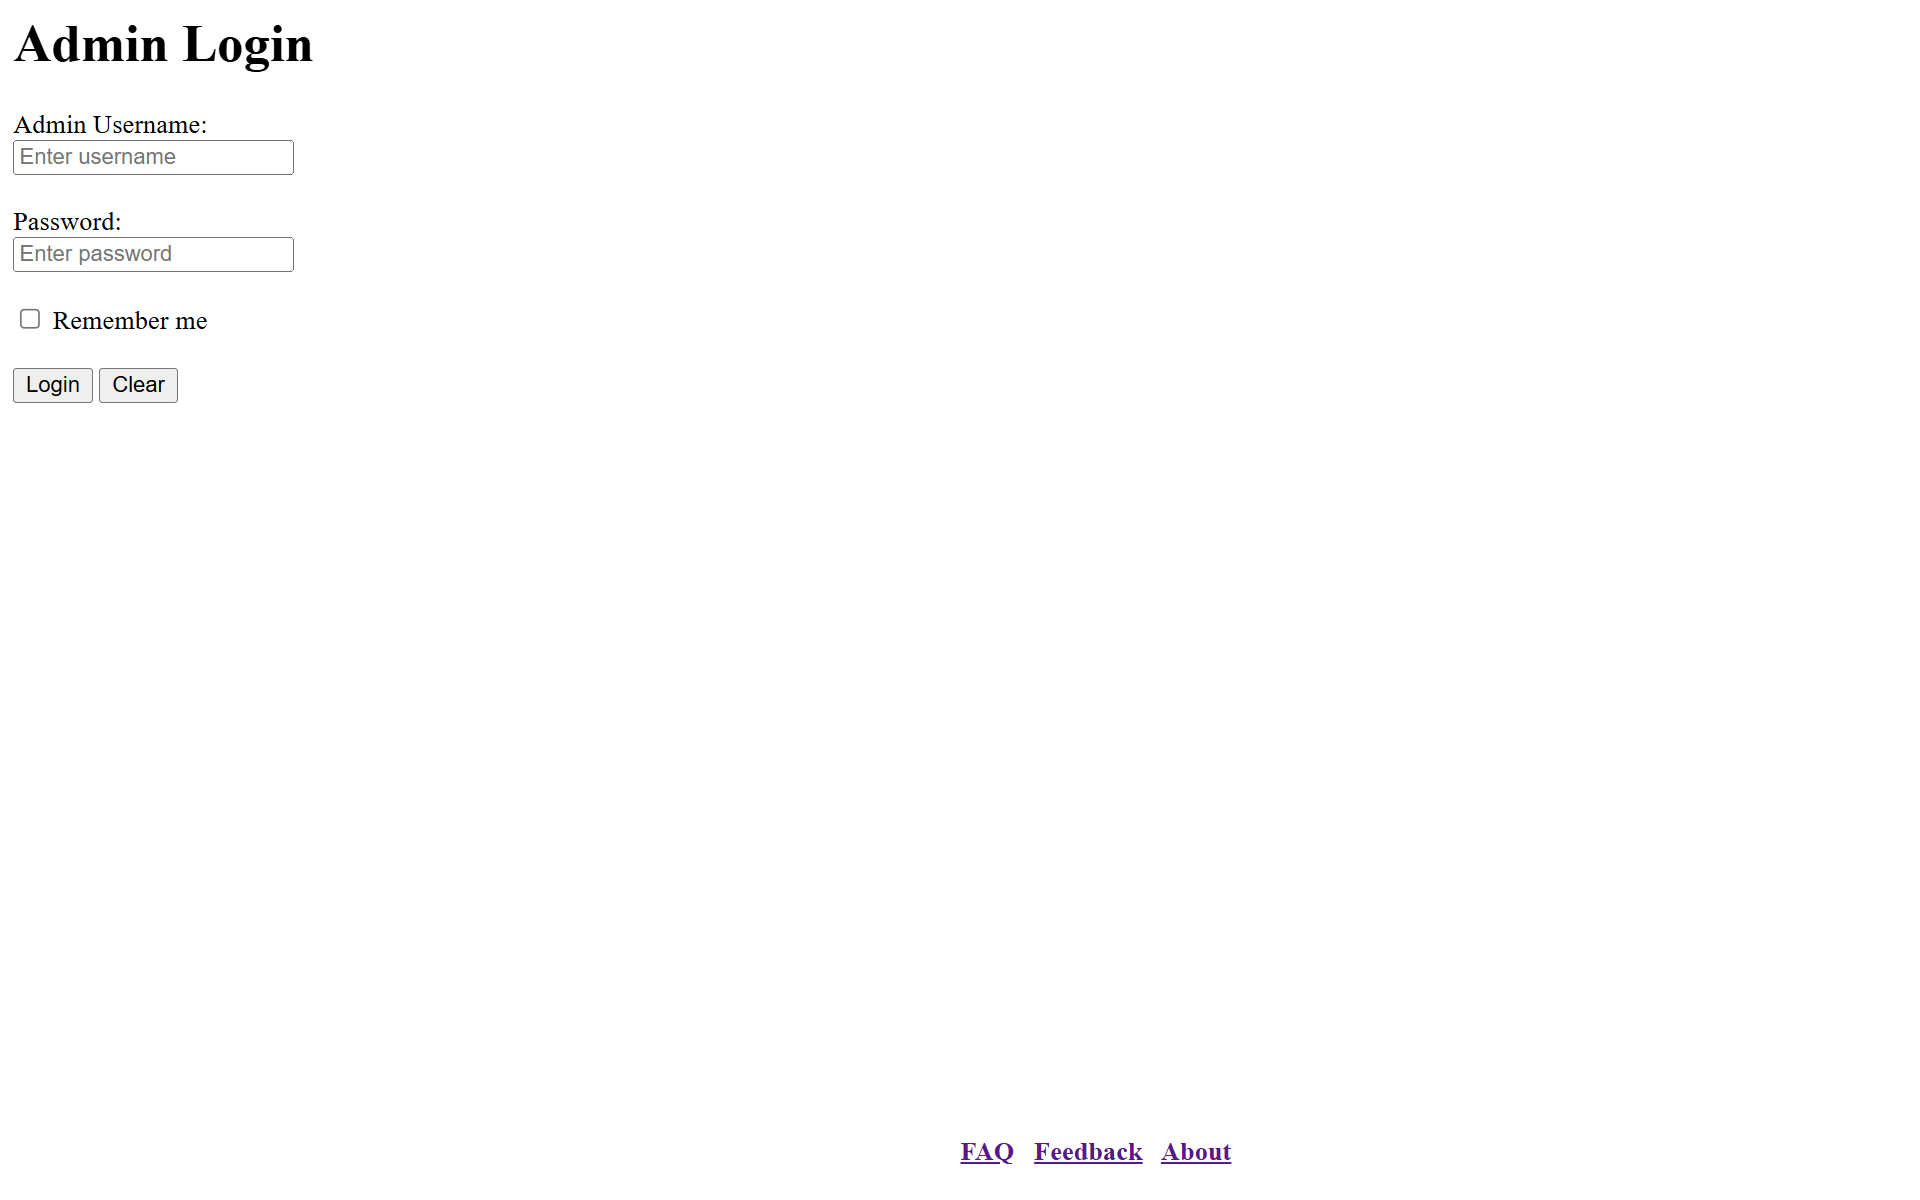 Admin Login
Admin Username:
Enter username
Password:
Enter password
Remember me
Login Clear
FAQ Feedback About